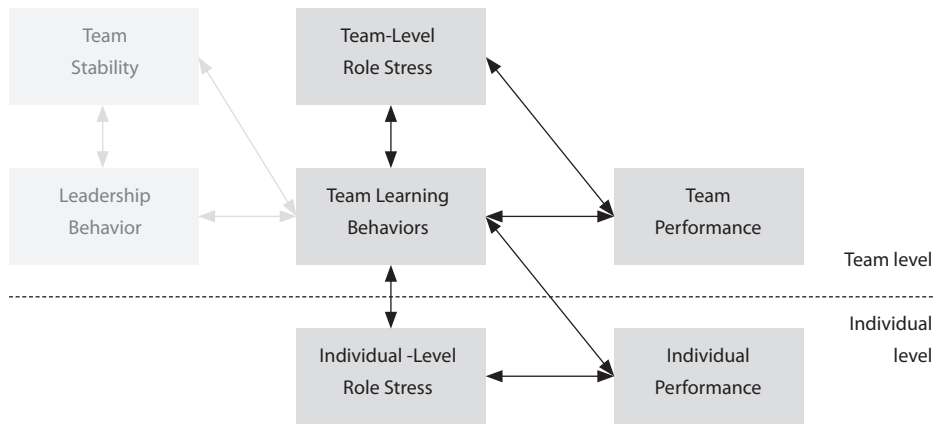 Team
Stability
Team-Level
Role Stress
Leadership
Behavior
Team Learning
Behaviors
Team
Performance
Team level
Individual
level
Individual -Level
Role Stress
Individual
Performance